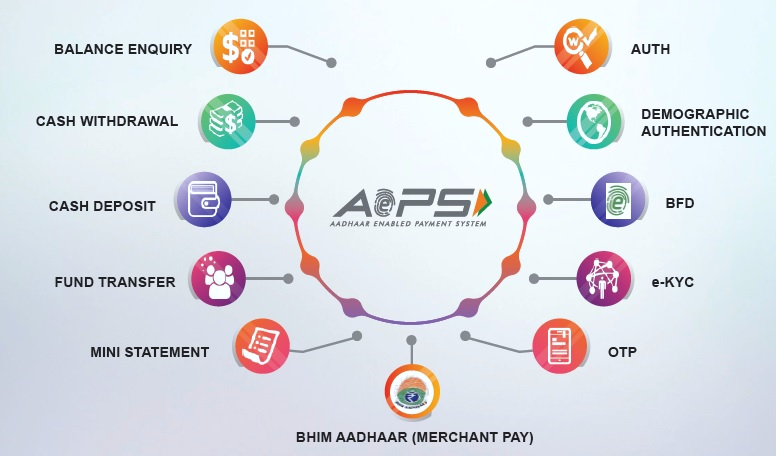 BALANCE ENQUIRY
AUTH
CASH WITHDRAWAL
DEMOGRAPHIC
AUTHENTICATION
CASH DEPOSIT
AePS
AADHAAR ENABLED PAYMENT SYSTEM
BFD
FUND TRANSFER
e-KYC
MINI STATEMENT
OTP
BHIM AADHAAR (MERCHANT PAY)